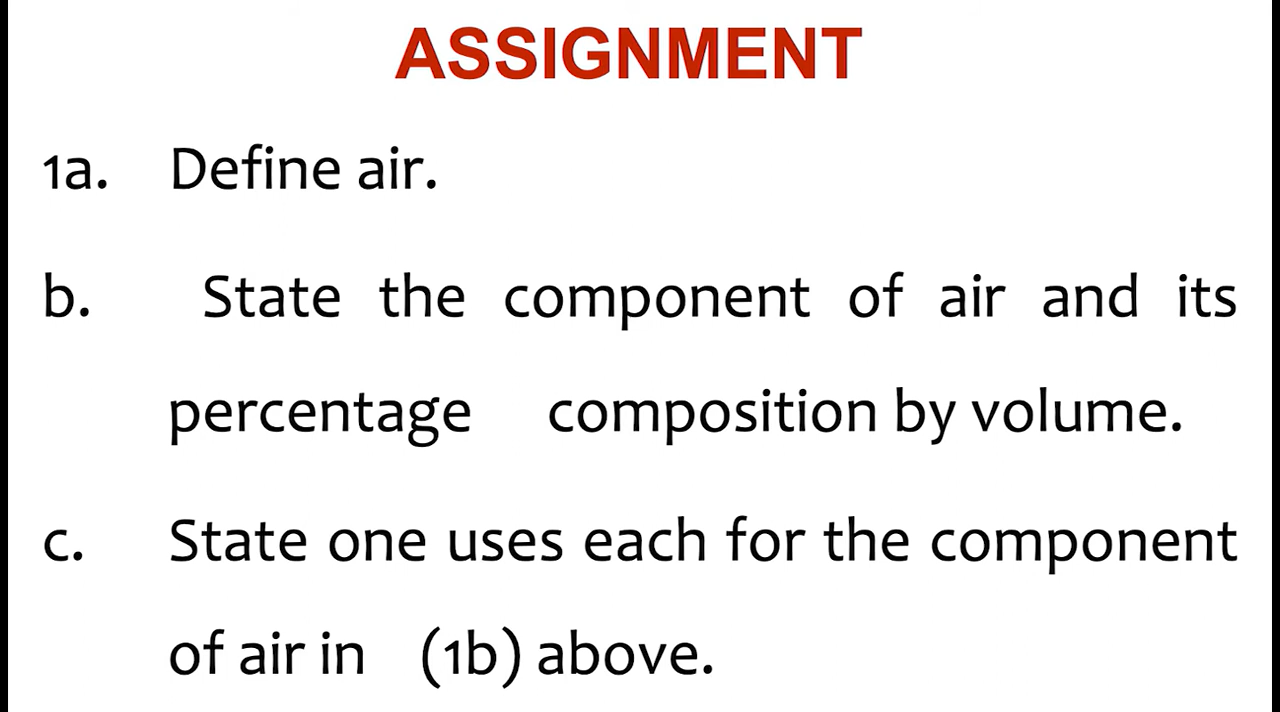 ASSIGNMENT
1a. Define air.
b. State the component of air and its
percentage composition by volume.
c. State one uses each for the component
of air in (1b) above.